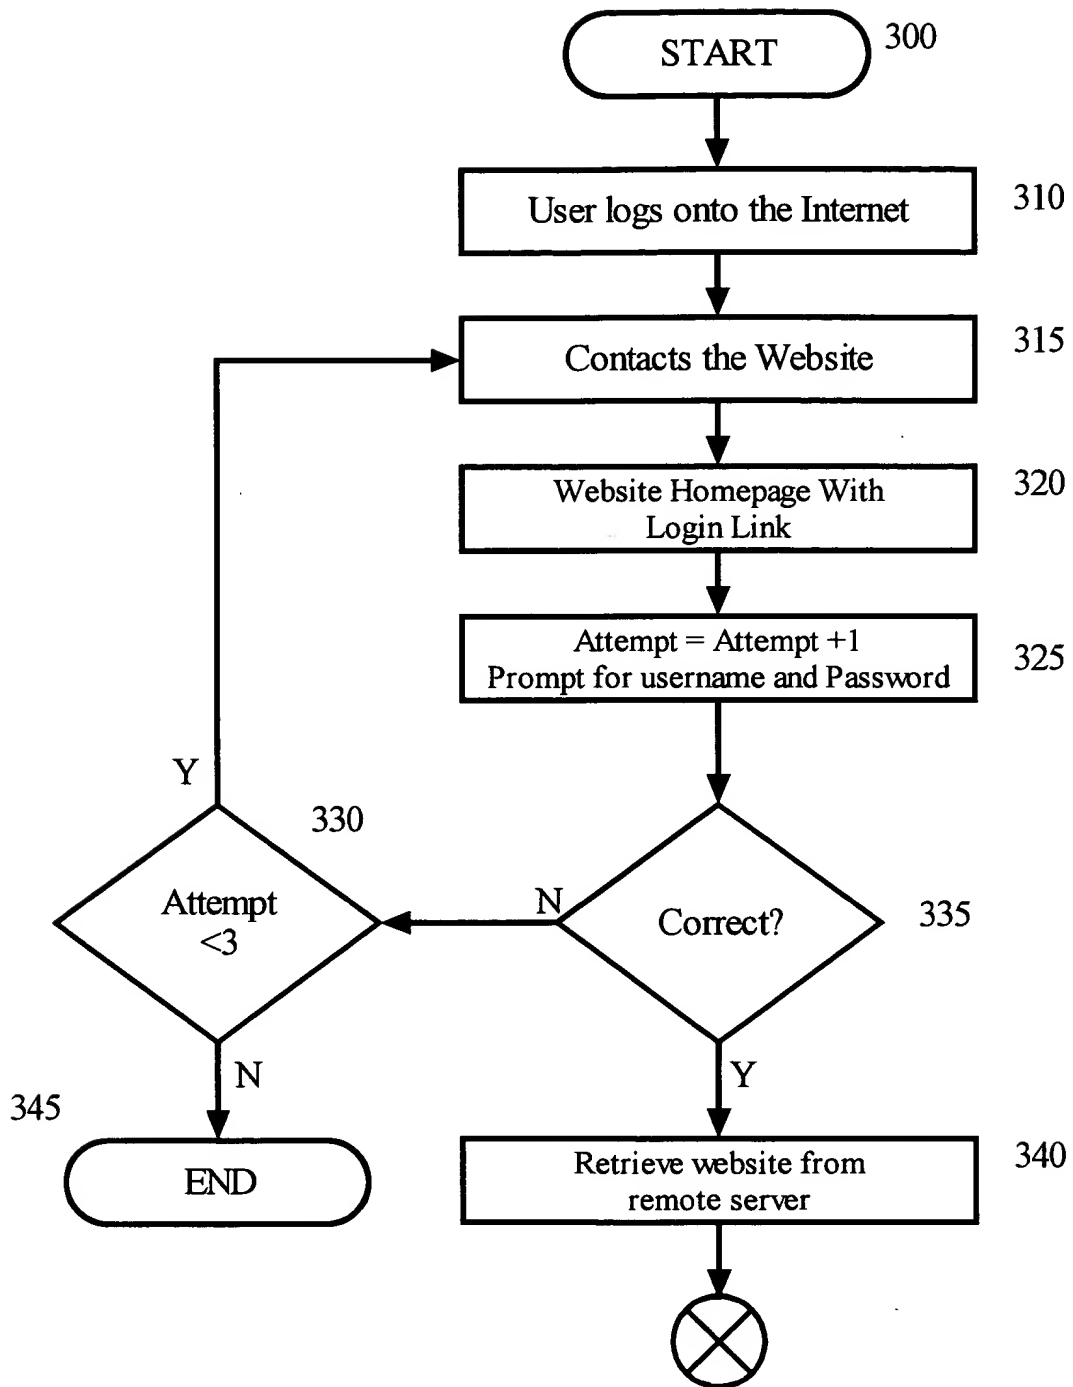 START
300
User logs onto the Internet
310
Contacts the Website
315
Website Homepage With
Login Link
320
Attempt = Attempt +1
Prompt for username and Password
325
Y
330
Attempt
<3
N
Correct?
335
N
Y
345
END
Retrieve website from
remote server
340